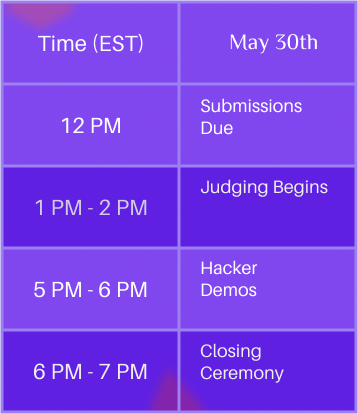 Time (EST)
May 30th
12 PM
Submissions
Due
1 PM - 2 PM
Judging Begins
5 PM - 6 PM
Hacker
Demos
6 PM - 7 PM
Closing
Ceremony